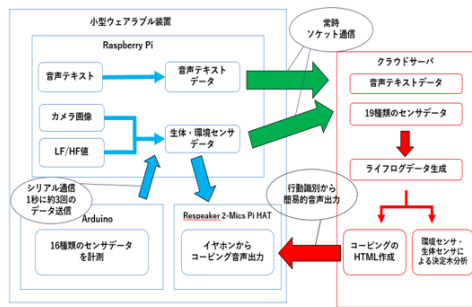 小型ウェアラブル装置
Raspberry Pi
音声テキスト
音声テキスト
データ
カメラ画像
LF/HF値
生体・環境センサ
データ
シリアル通信
1秒に約3回の
データ送信
Arduino
16種類のセンサデータ
を計測
Respeaker 2-Mics Pi HAT
イヤホンから
コーピング音声出力
常時
ソケット通信
行動識別から
簡易的音声出力
クラウドサーバ
音声テキストデータ
19種類のセンサデータ
ライフログデータ生成
コーピングの
HTML作成
環境センサ・
生体センサに
よる決定木分析